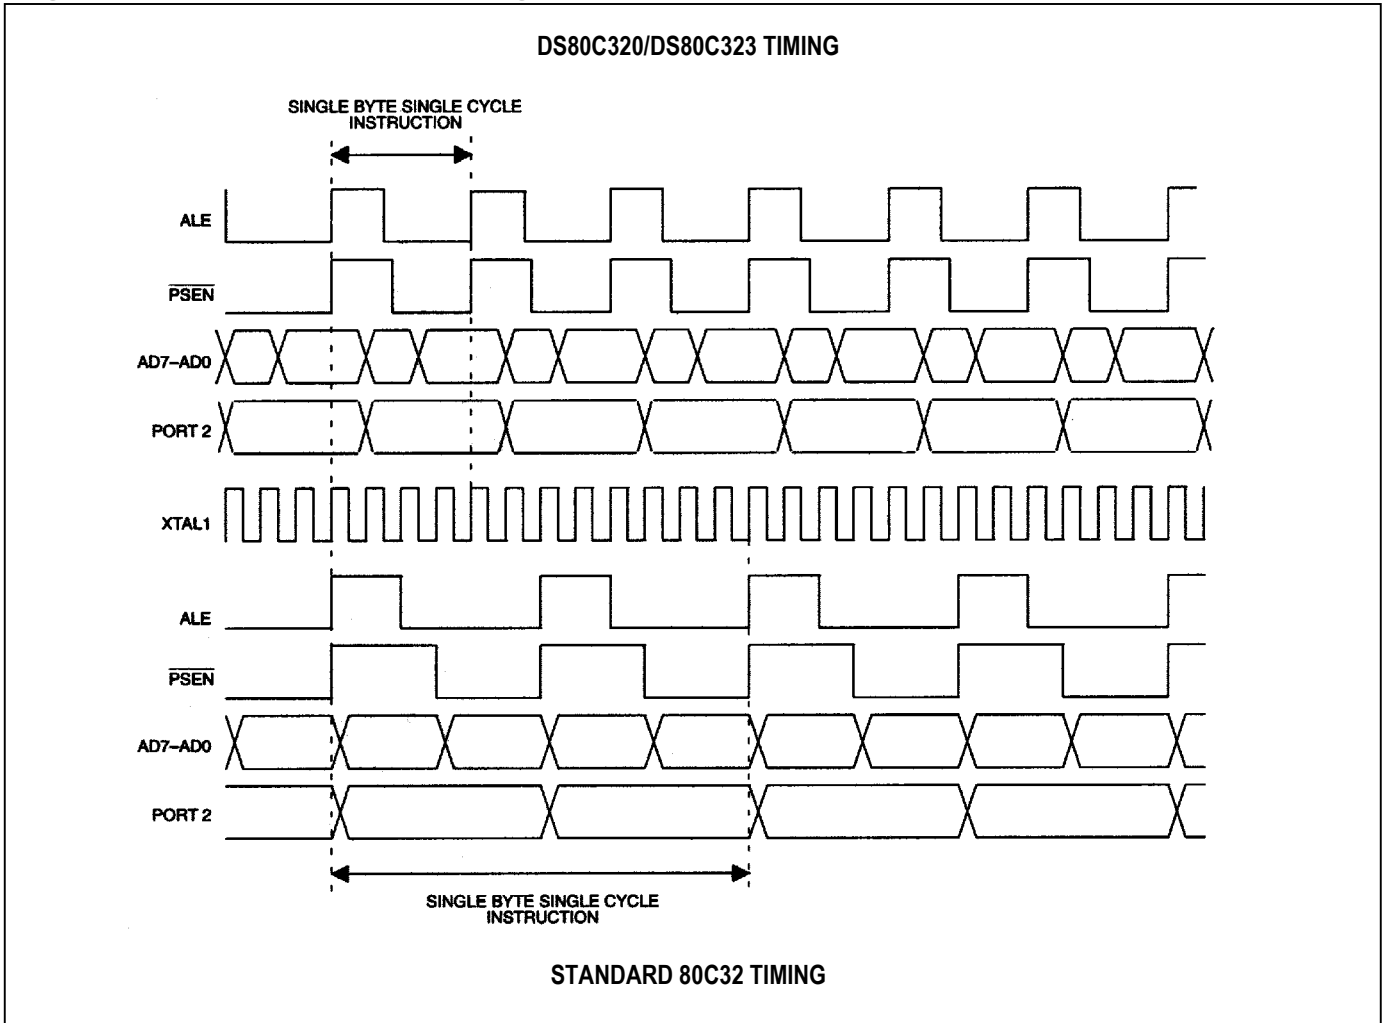 DS80C320/DS80C323 TIMING
SINGLE BYTE SINGLE CYCLE
INSTRUCTION
ALE
PSEN
AD7–AD0
PORT 2
XTAL1
ALE
PSEN
AD7–AD0
PORT 2
SINGLE BYTE SINGLE CYCLE
INSTRUCTION
STANDARD 80C32 TIMING